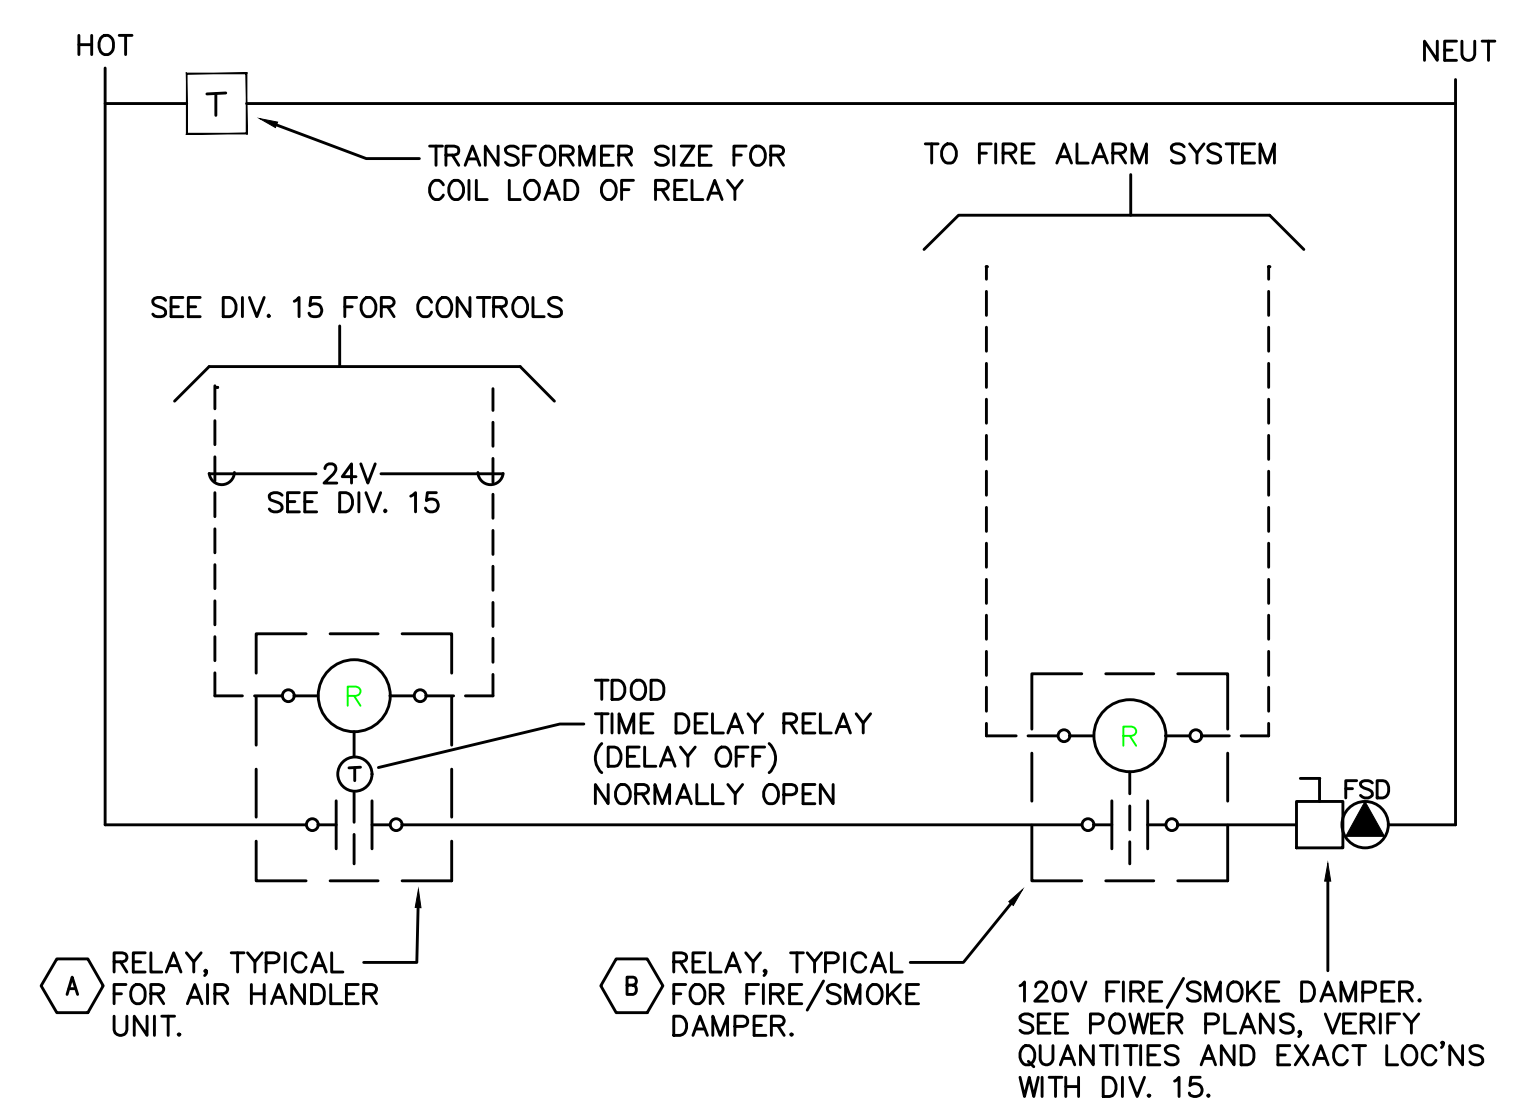 HOT
NEUT
T
TRANSFORMER SIZE FOR
COIL LOAD OF RELAY
TO FIRE ALARM SYSTEM
SEE DIV. 15 FOR CONTROLS
24V
SEE DIV. 15
R
TDOD
TIME DELAY RELAY
(DELAY OFF)
NORMALLY OPEN
T
R
FSD
A
RELAY, TYPICAL
FOR AIR HANDLER
UNIT.
B
RELAY, TYPICAL
FOR FIRE/SMOKE
DAMPER.
120V FIRE/SMOKE DAMPER.
SEE POWER PLANS, VERIFY
QUANTITIES AND EXACT LOC'NS
WITH DIV. 15.